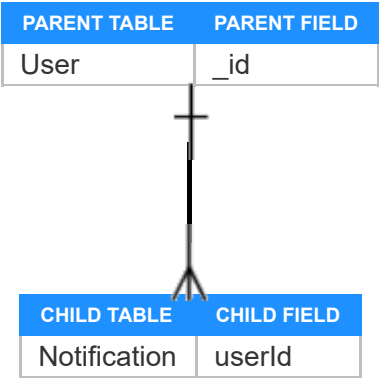 PARENT TABLE PARENT FIELD
User _id
CHILD TABLE CHILD FIELD
Notification userId